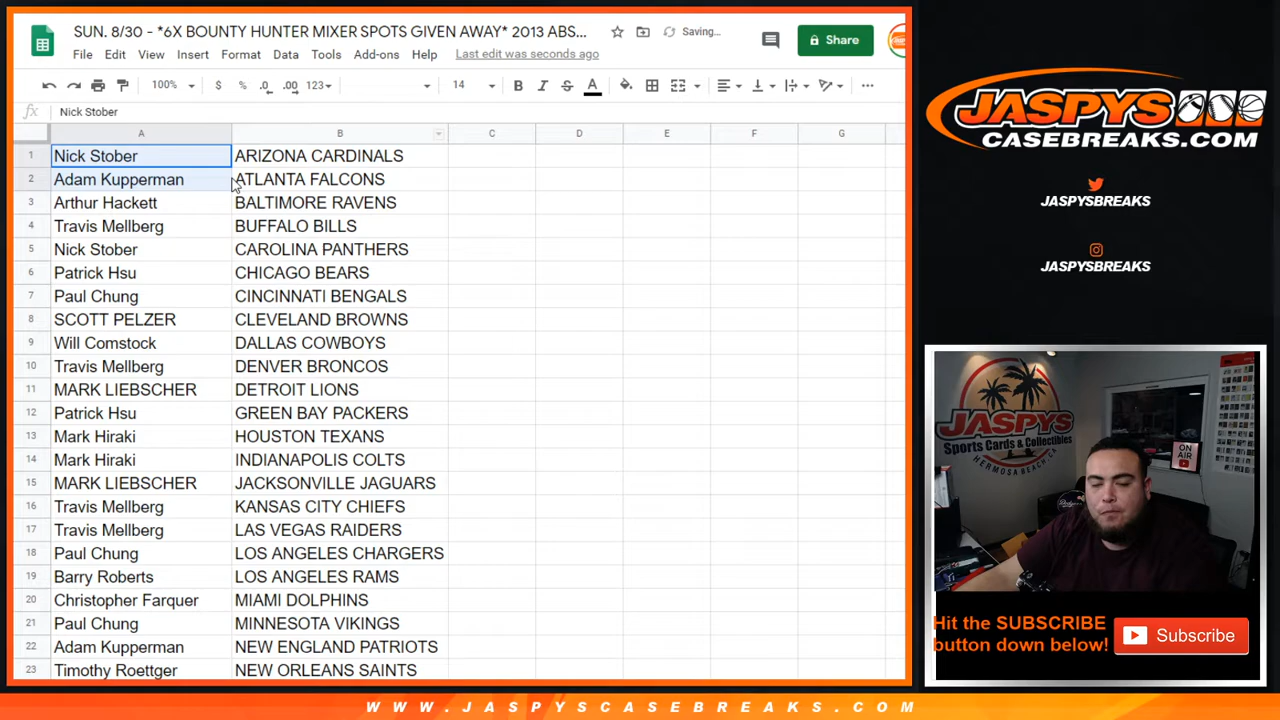 SUN. 8/30 - *6X BOUNTY HUNTER MIXER SPOTS GIVEN AWAY* 2013 ABS...
Saving...
File Edit View Insert Format Data Tools Add-ons Help Last edit was seconds ago
Share
100% $ % .0 .00 123 14 B I S A
fx Nick Stober
A B C D E F G
1 Nick Stober ARIZONA CARDINALS
2 Adam Kupperman ATLANTA FALCONS
3 Arthur Hackett BALTIMORE RAVENS
4 Travis Mellberg BUFFALO BILLS
5 Nick Stober CAROLINA PANTHERS
6 Patrick Hsu CHICAGO BEARS
7 Paul Chung CINCINNATI BENGALS
8 SCOTT PELZER CLEVELAND BROWNS
9 Will Comstock DALLAS COWBOYS
10 Travis Mellberg DENVER BRONCOS
11 MARK LIEBSCHER DETROIT LIONS
12 Patrick Hsu GREEN BAY PACKERS
13 Mark Hiraki HOUSTON TEXANS
14 Mark Hiraki INDIANAPOLIS COLTS
15 MARK LIEBSCHER JACKSONVILLE JAGUARS
16 Travis Mellberg KANSAS CITY CHIEFS
17 Travis Mellberg LAS VEGAS RAIDERS
18 Paul Chung LOS ANGELES CHARGERS
19 Barry Roberts LOS ANGELES RAMS
20 Christopher Farquer MIAMI DOLPHINS
21 Paul Chung MINNESOTA VIKINGS
22 Adam Kupperman NEW ENGLAND PATRIOTS
23 Timothy Roettger NEW ORLEANS SAINTS
JASPYS
CASEBREAKS.COM
JASPYSBREAKS
JASPYSBREAKS
JASPYS
Sports Cards & Collectibles
HERMOSA BEACH, CA
ON
AIR
Hit the SUBSCRIBE
button down below!
Subscribe
WWW.JASPYSCASEBREAKS.COM